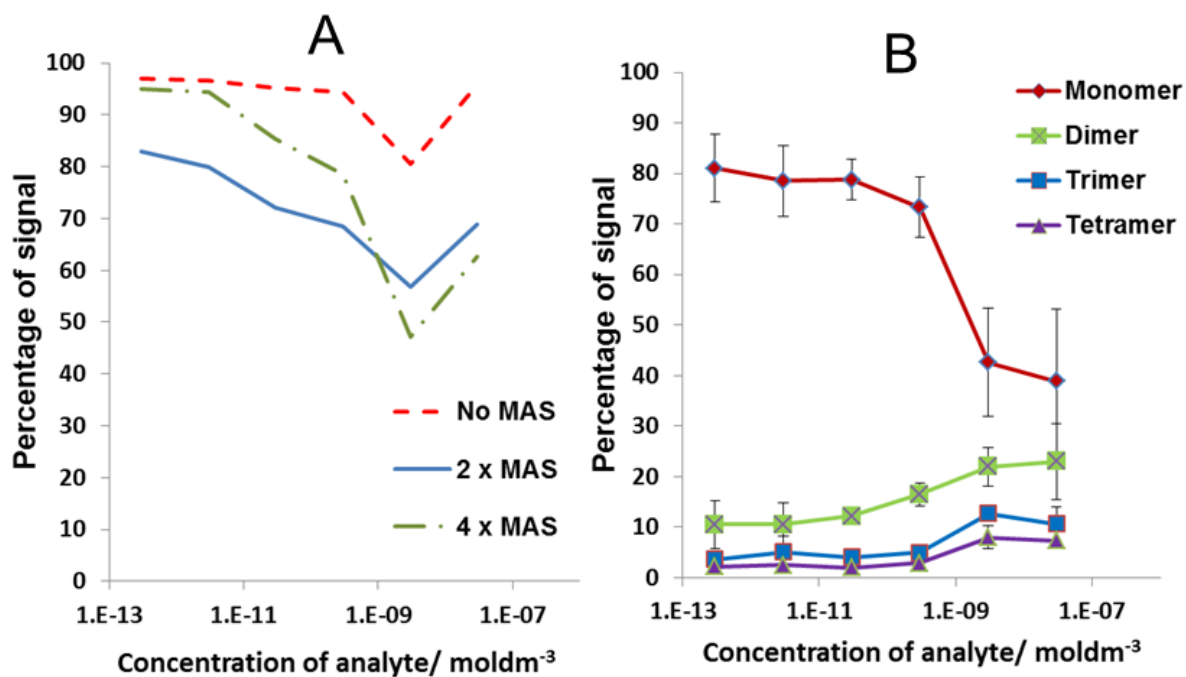 A
Percentage of signal
100
90
80
70
60
50
40
30
20
10
0
No MAS
2 x MAS
4 x MAS
1.E-13
1.E-11
1.E-09
1.E-07
Concentration of analyte/ moldm-3
B
Percentage of signal
100
90
80
70
60
50
40
30
20
10
0
Monomer
Dimer
Trimer
Tetramer
1.E-13
1.E-11
1.E-09
1.E-07
Concentration of analyte/ moldm-3